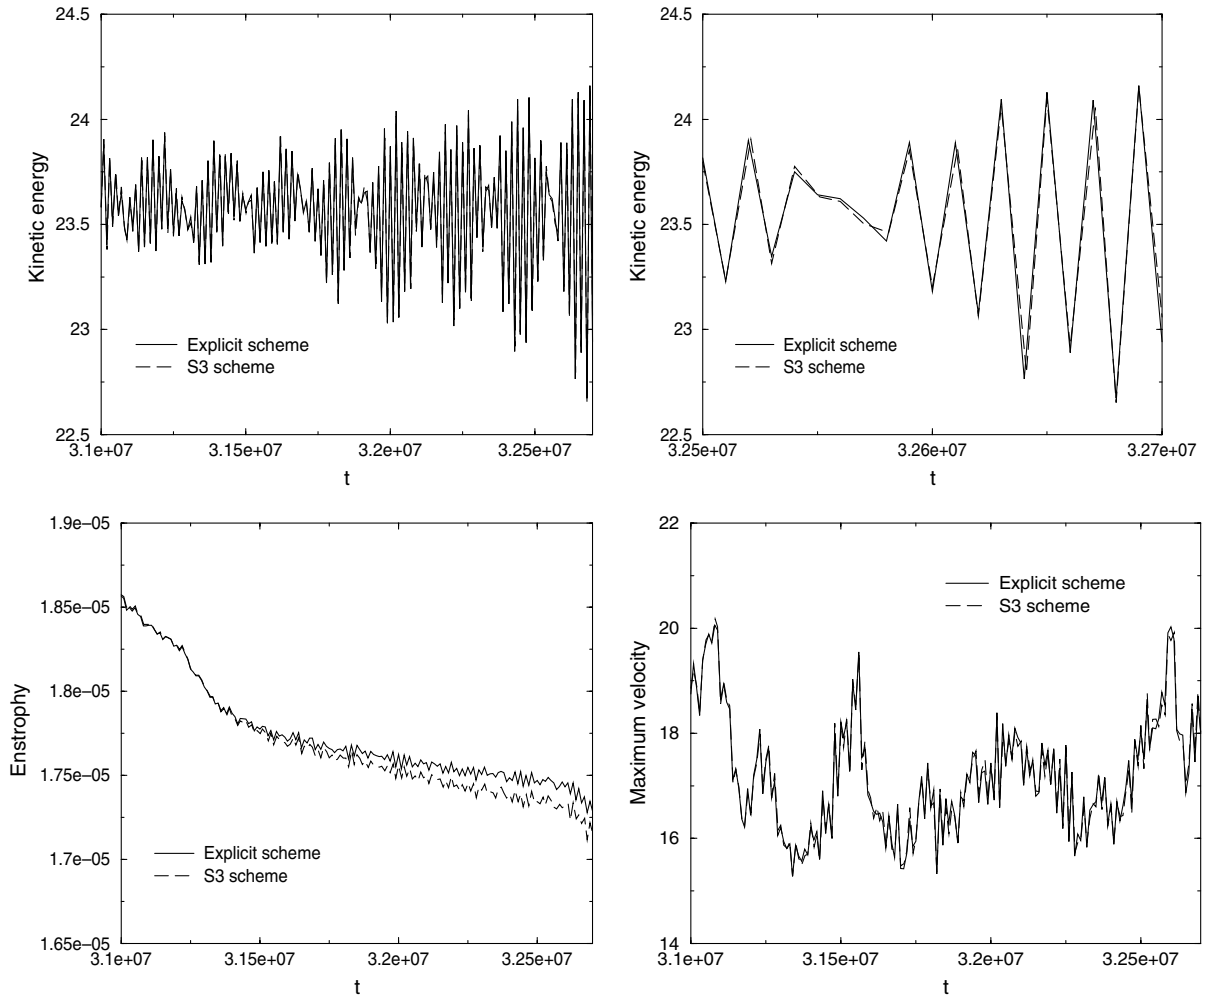 24.5
24
23.5
23
22.5
Kinetic energy
Explicit scheme
S3 scheme
31.e+07
3.15e+07
32.e+07
3.25e+07
t
24.5
24
23.5
23
22.5
Kinetic energy
Explicit scheme
S3 scheme
3.25e+07
3.26e+07
3.27e+07
t
1.9e−05
1.85e−05
1.8e−05
1.75e−05
1.7e−05
1.65e−05
Enstrophy
Explicit scheme
S3 scheme
3.1e+07
3.15e+07
3.2e+07
3.25e+07
t
22
20
18
16
14
Maximum velocity
Explicit scheme
S3 scheme
3.1e+07
3.15e+07
3.2e+07
3.25e+07
t